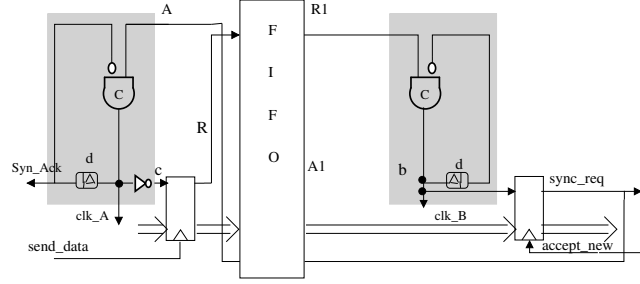 A
R1
F
I
F
O
C
C
R
Syn_Ack
d
c
A1
b
d
sync_req
clk_A
clk_B
send_data
accept_new